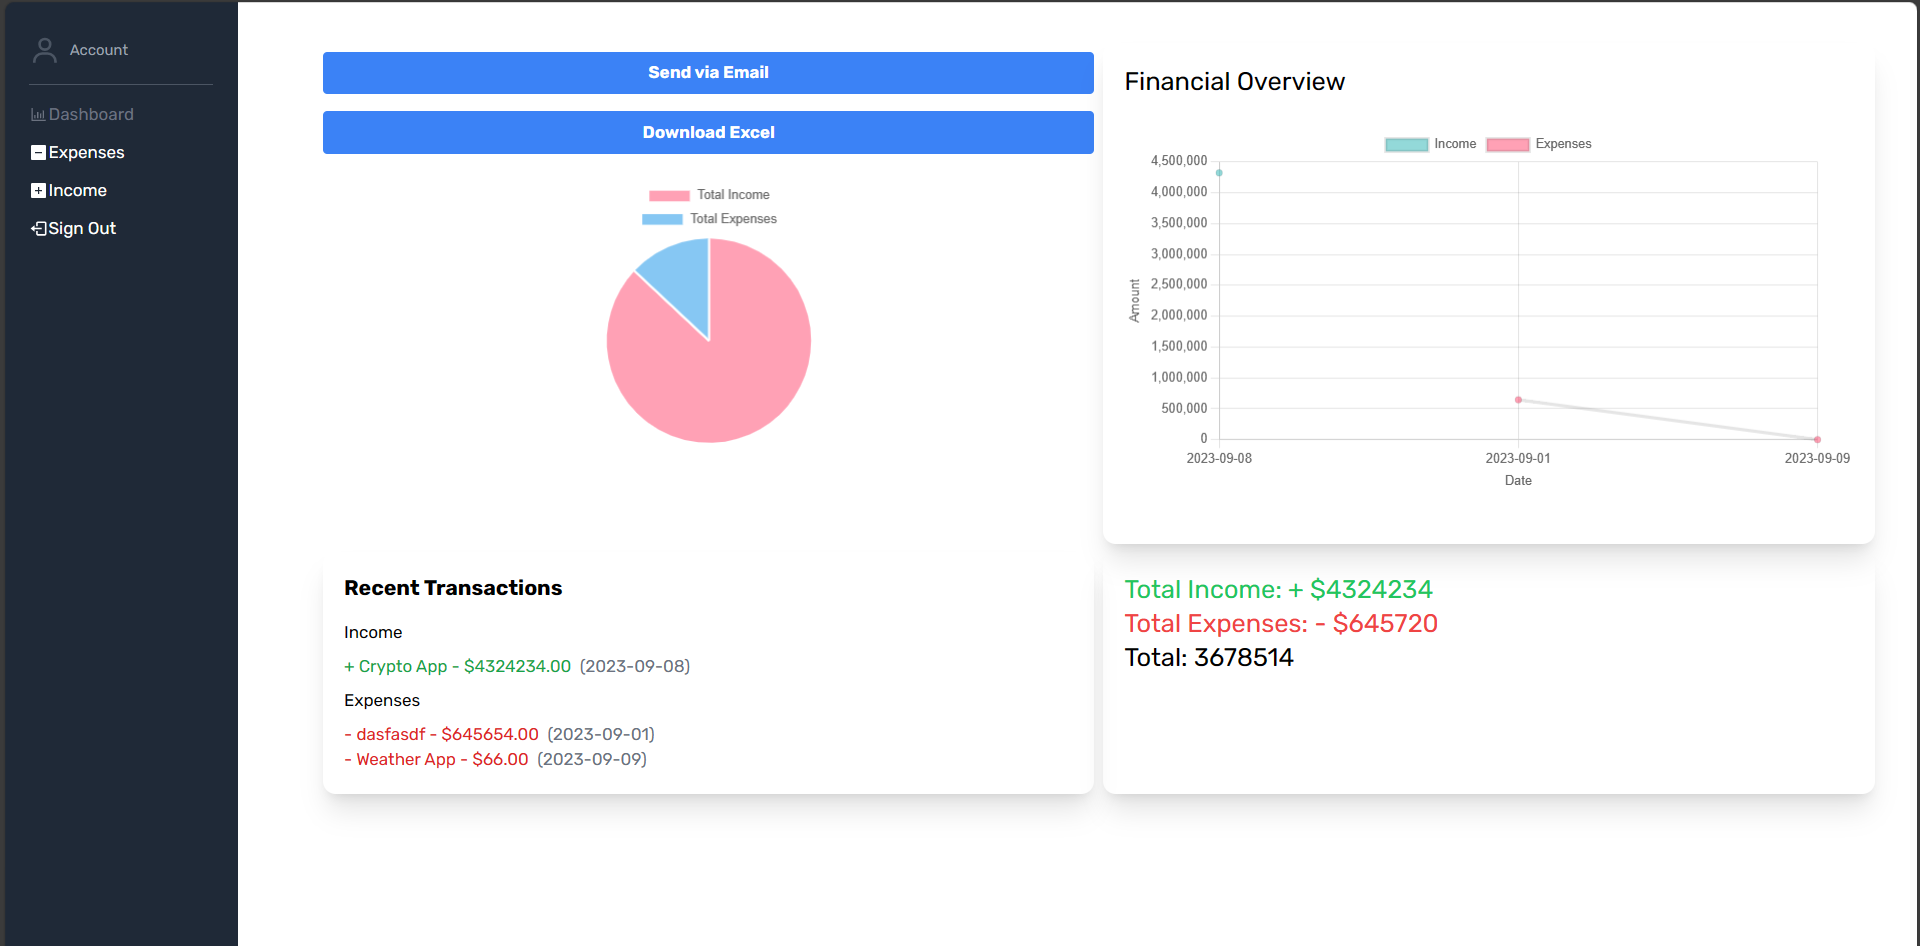 Account
Dashboard
Expenses
Income
Sign Out
Send via Email
Download Excel
Total Income
Total Expenses
Financial Overview
Income Expenses
4,500,000
4,000,000
3,500,000
3,000,000
2,500,000
2,000,000
1,500,000
1,000,000
500,000
0
Amount
2023-09-08 2023-09-01 2023-09-09
Date
Recent Transactions
Income
+ Crypto App - $4324234.00 (2023-09-08)
Expenses
- dasfasdf - $645654.00 (2023-09-01)
- Weather App - $66.00 (2023-09-09)
Total Income: + $4324234
Total Expenses: - $645720
Total: 3678514